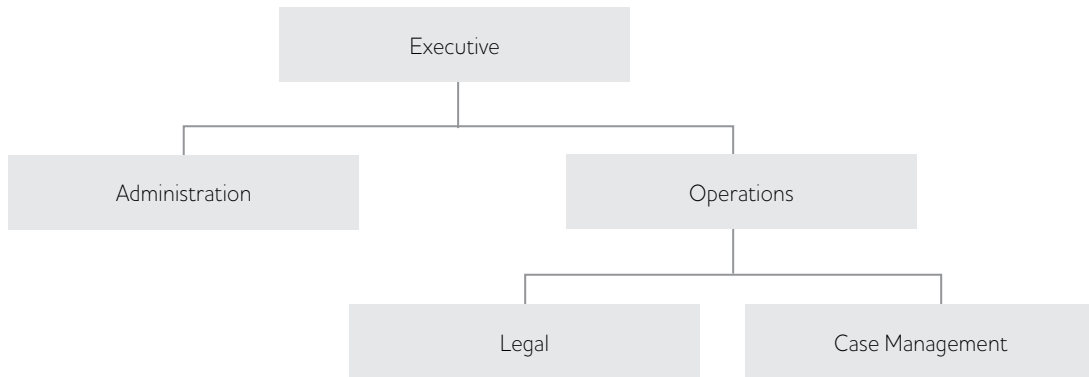 Executive
Administration
Operations
Legal
Case Management